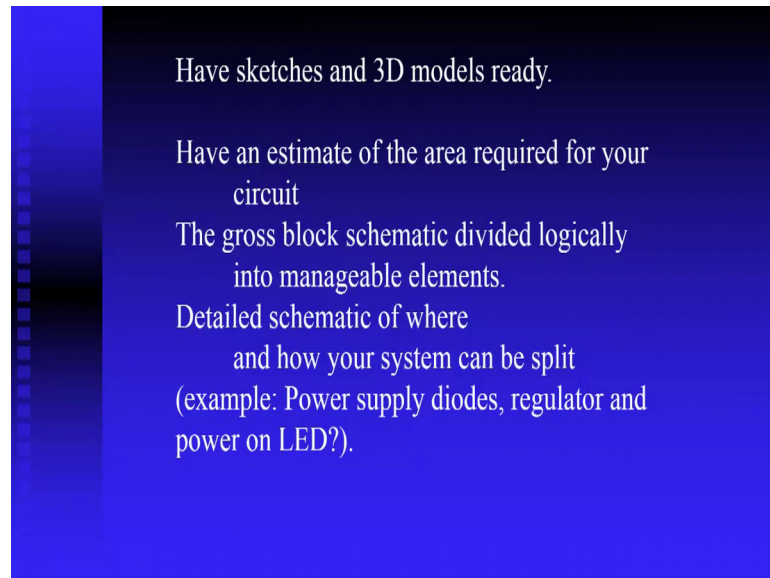 Have sketches and 3D models ready.
Have an estimate of the area required for your
circuit
The gross block schematic divided logically
into manageable elements.
Detailed schematic of where
and how your system can be split
(example: Power supply diodes, regulator and
power on LED?).